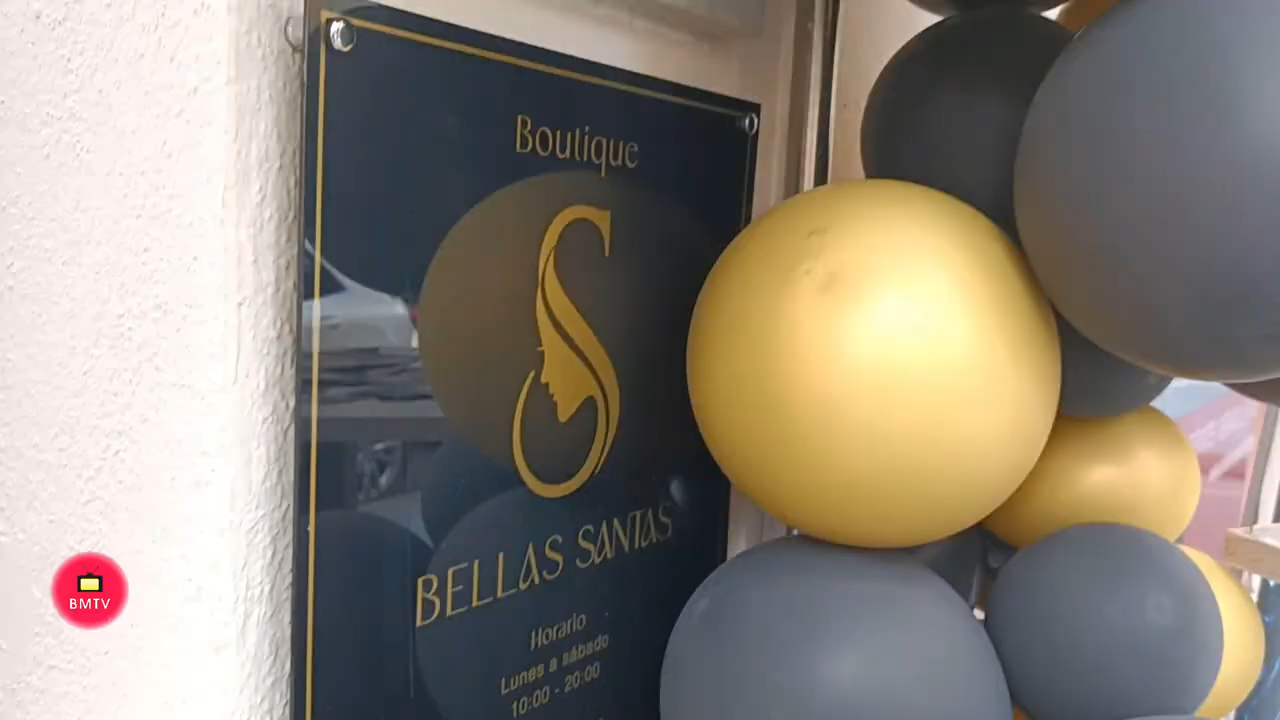 Boutique
BELLAS SANTAS
Horario
Lunes a sábado
10:00 - 20:00
BMTV